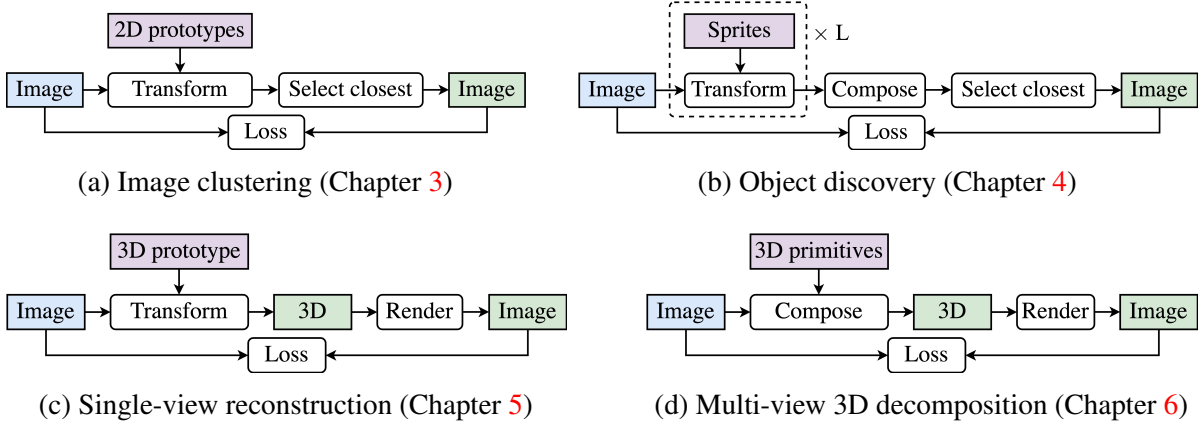 2D prototypes
Image
Transform
Select closest
Image
Loss
(a) Image clustering (Chapter 3)
Sprites
× L
Image
Transform
Compose
Select closest
Image
Loss
(b) Object discovery (Chapter 4)
3D prototype
Image
Transform
3D
Render
Image
Loss
(c) Single-view reconstruction (Chapter 5)
3D primitives
Image
Compose
3D
Render
Image
Loss
(d) Multi-view 3D decomposition (Chapter 6)